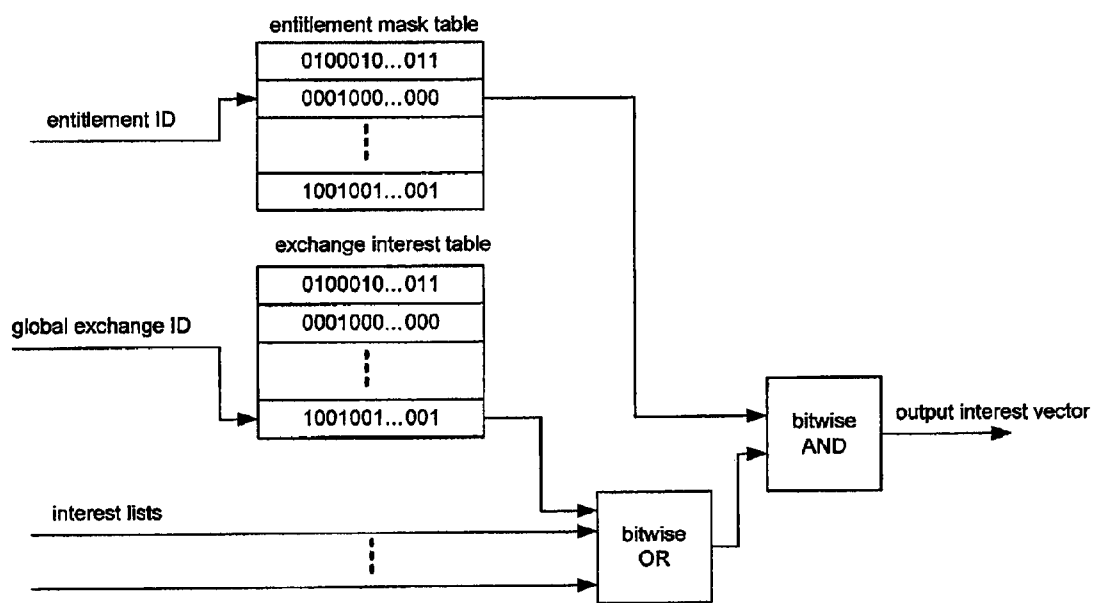 entitlement mask table
0100010...011
0001000...000
1001001...001
entitlement ID
exchange interest table
0100010...011
0001000...000
1001001...001
global exchange ID
interest lists
bitwise
OR
bitwise
AND
output interest vector